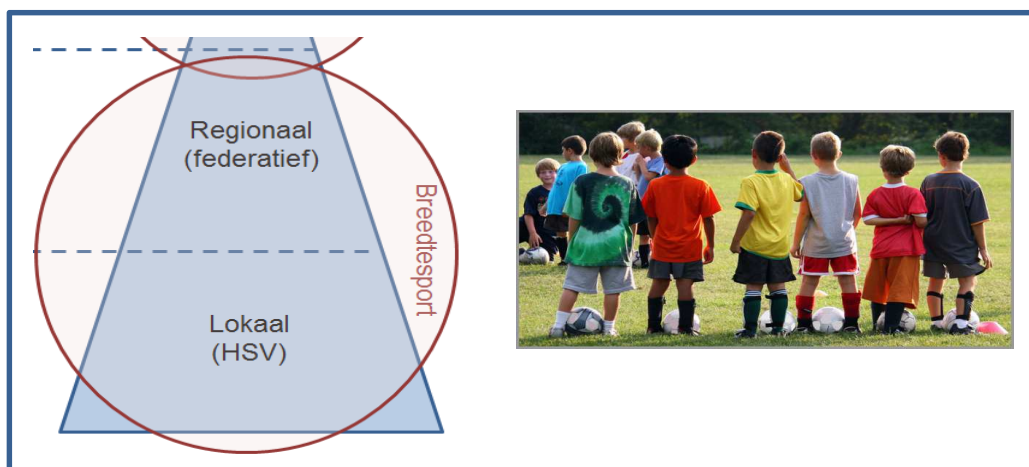 Regionaal
(federatief)
Breedtesport
Lokaal
(HSV)